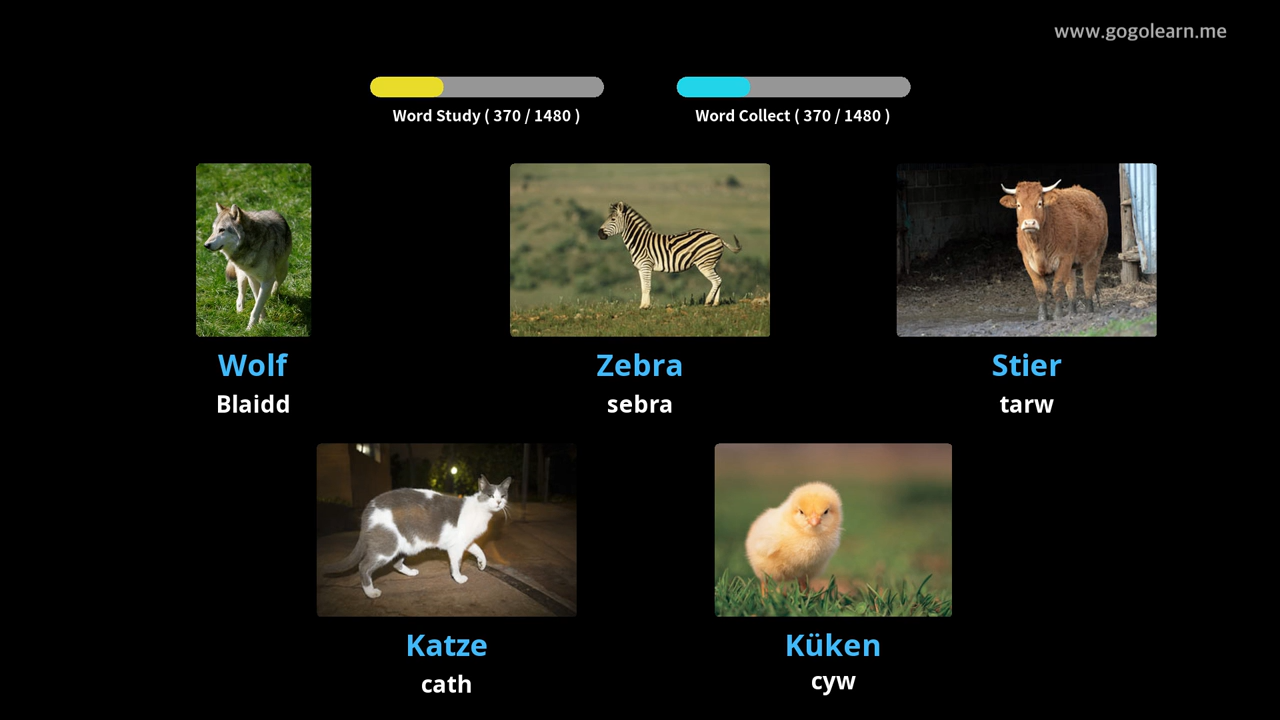 www.gogolearn.me
Word Study ( 370 / 1480 )
Word Collect ( 370 / 1480 )
Wolf
Blaidd
Zebra
sebra
Stier
tarw
Katze
cath
Küken
cyw